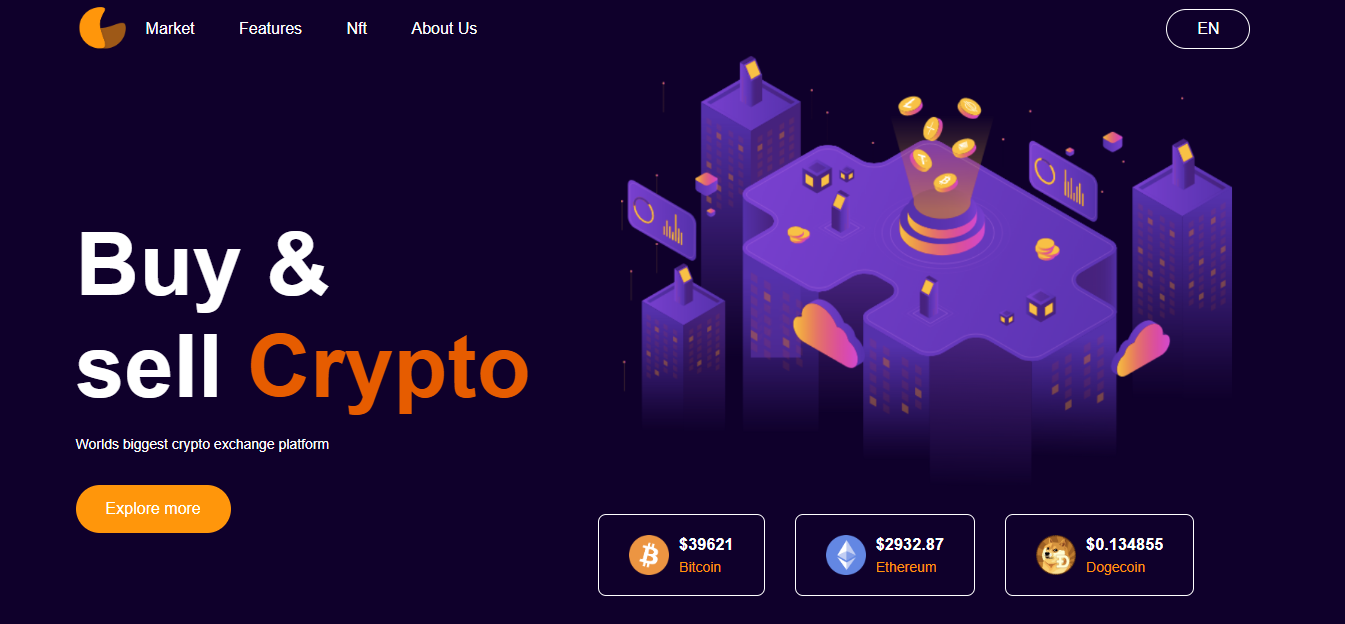 Market Features Nft About Us EN
Buy &
sell Crypto
Worlds biggest crypto exchange platform
Explore more
$39621
Bitcoin
$2932.87
Ethereum
$0.134855
Dogecoin